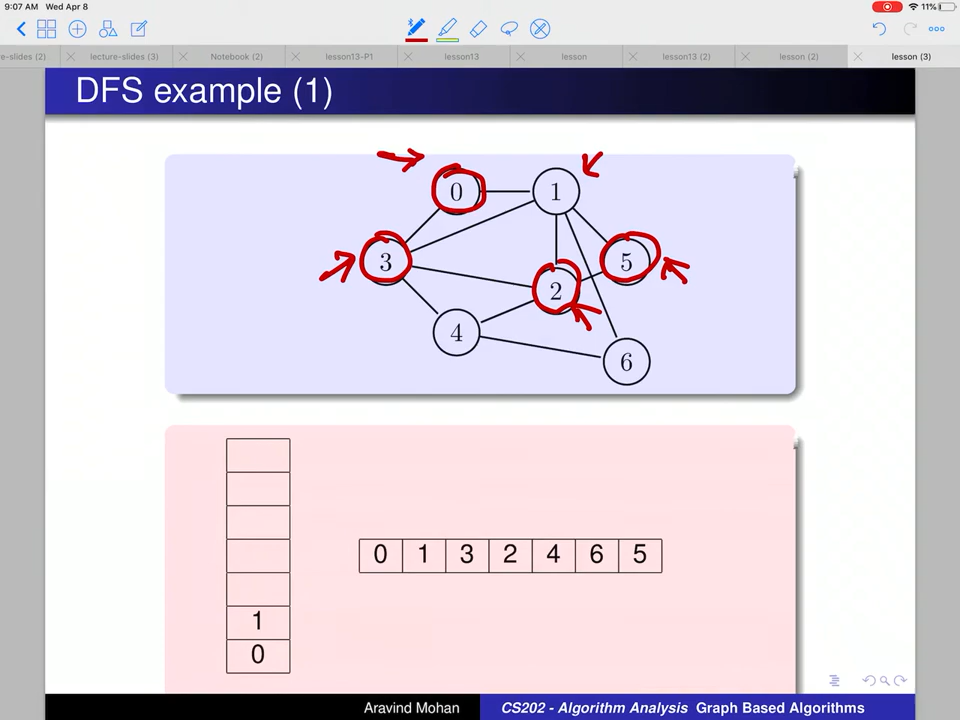 9:07 AM Wed Apr 8
11%
re-slides (2)
lecture-slides (3)
Notebook (2)
lesson13-P1
lesson13
lesson
lesson13 (2)
lesson (2)
lesson (3)
DFS example (1)
0 1
3 5
2
4
6
0 1 3 2 4 6 5
1
0
Aravind Mohan CS202 - Algorithm Analysis Graph Based Algorithms